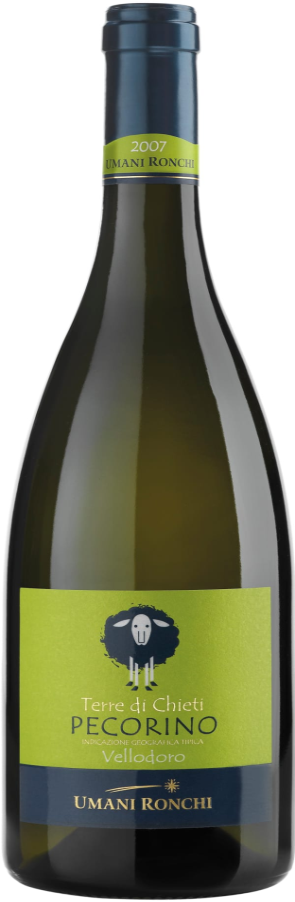 2007
UMANI RONCHI
Terre di Chieti
PECORINO
INDICAZIONE GEOGRAFICA TIPICA
Vellodoro
UMANI RONCHI